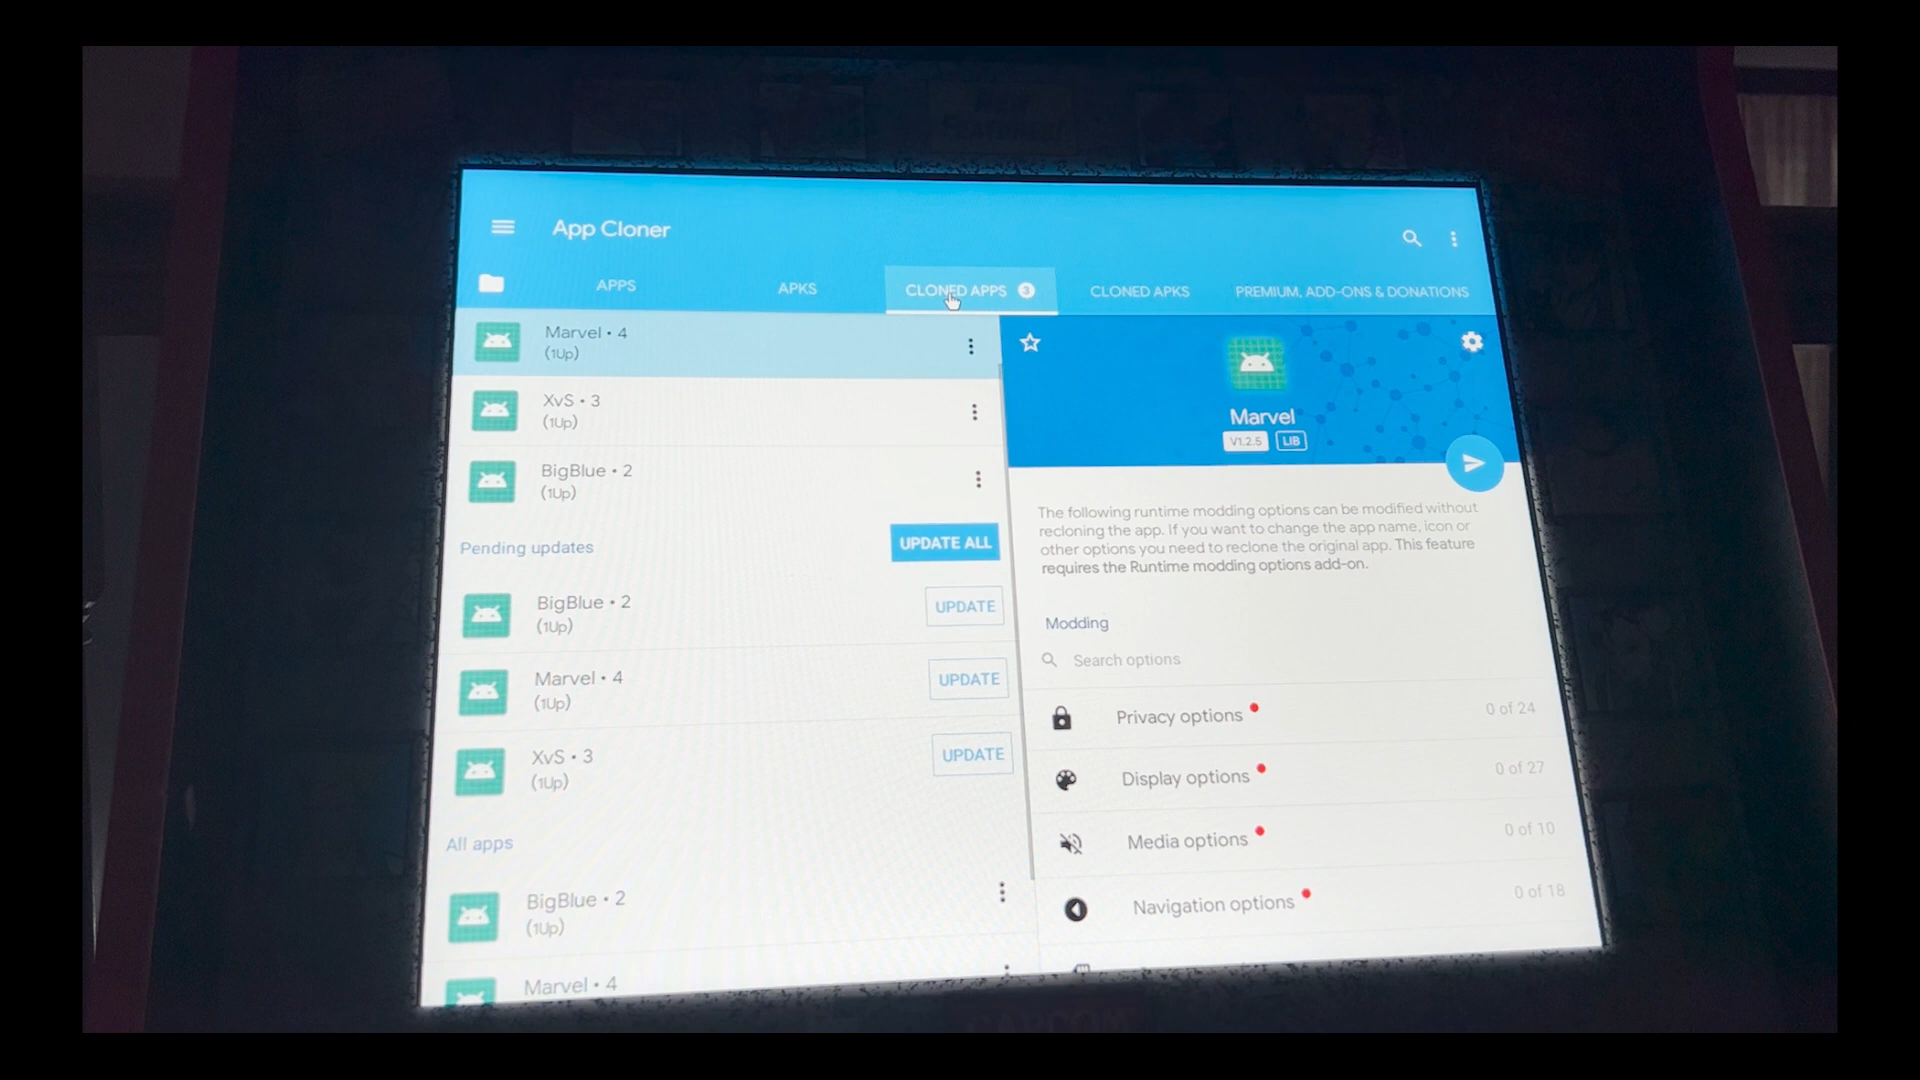 App Cloner
APPS
APKS
CLONED APPS 3
CLONED APKS
PREMIUM, ADD-ONS & DONATIONS
Marvel • 4
(1Up)
XvS • 3
(1Up)
BigBlue • 2
(1Up)
Pending updates
UPDATE ALL
BigBlue • 2
(1Up)
UPDATE
Marvel • 4
(1Up)
UPDATE
XvS • 3
(1Up)
UPDATE
All apps
BigBlue • 2
(1Up)
Marvel • 4
Marvel
V1.2.5 LIB
The following runtime modding options can be modified without
recloning the app. If you want to change the app name, icon or
other options you need to reclone the original app. This feature
requires the Runtime modding options add-on.
Modding
Search options
Privacy options
0 of 24
Display options
0 of 27
Media options
0 of 10
Navigation options
0 of 18
CAPCOM